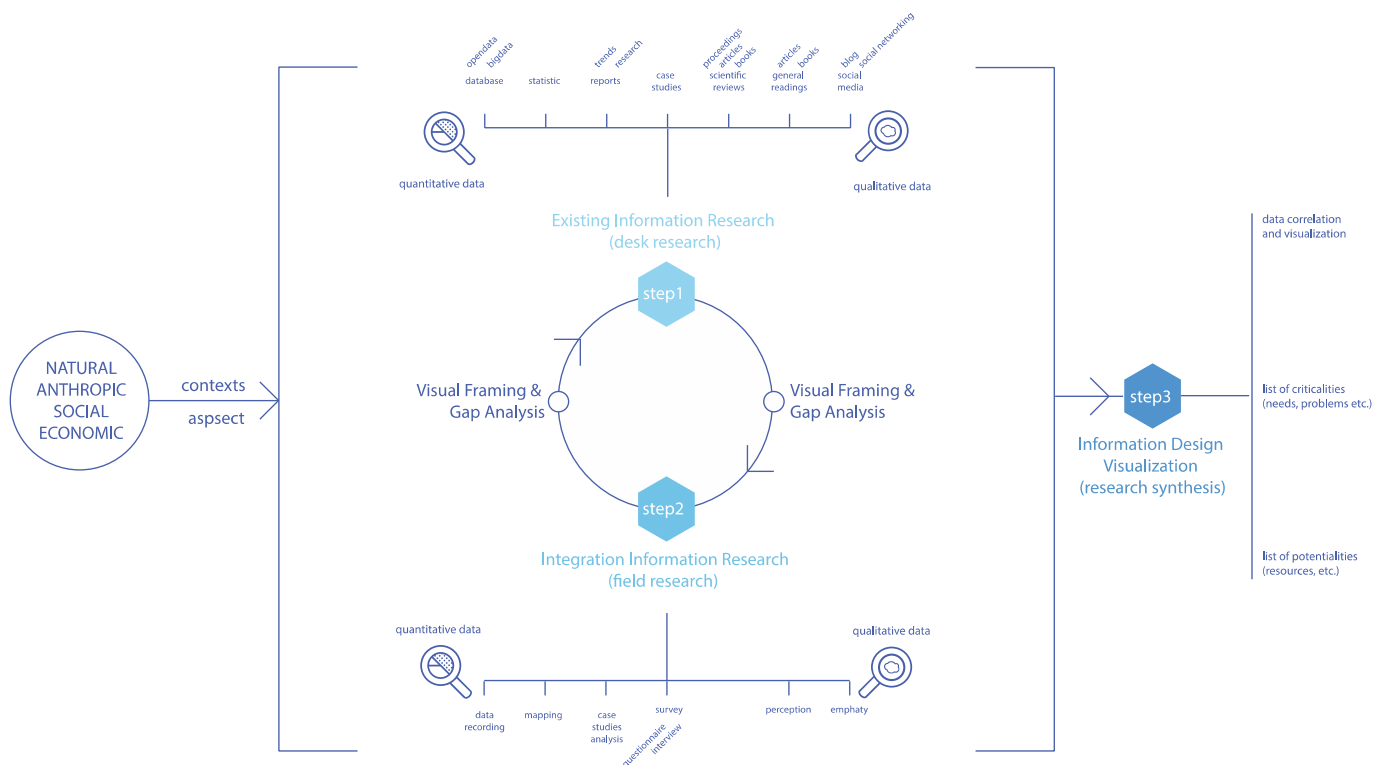 opendata
bigdata
trends
research
proceedings
articles
books
articles
books
blog
social networking
database
statistic
reports
case
studies
scientific
reviews
general
readings
social
media
quantitative data
qualitative data
Existing Information Research
(desk research)
step1
data correlation
and visualization
NATURAL
ANTHROPIC
SOCIAL
ECONOMIC
contexts
aspsect
Visual Framing &
Gap Analysis
Visual Framing &
Gap Analysis
step3
Information Design
Visualization
(research synthesis)
list of criticalities
(needs, problems etc.)
step2
Integration Information Research
(field research)
list of potentialities
(resources, etc.)
quantitative data
qualitative data
data
recording
mapping
case
studies
analysis
survey
questionnaire
interview
perception
emphaty